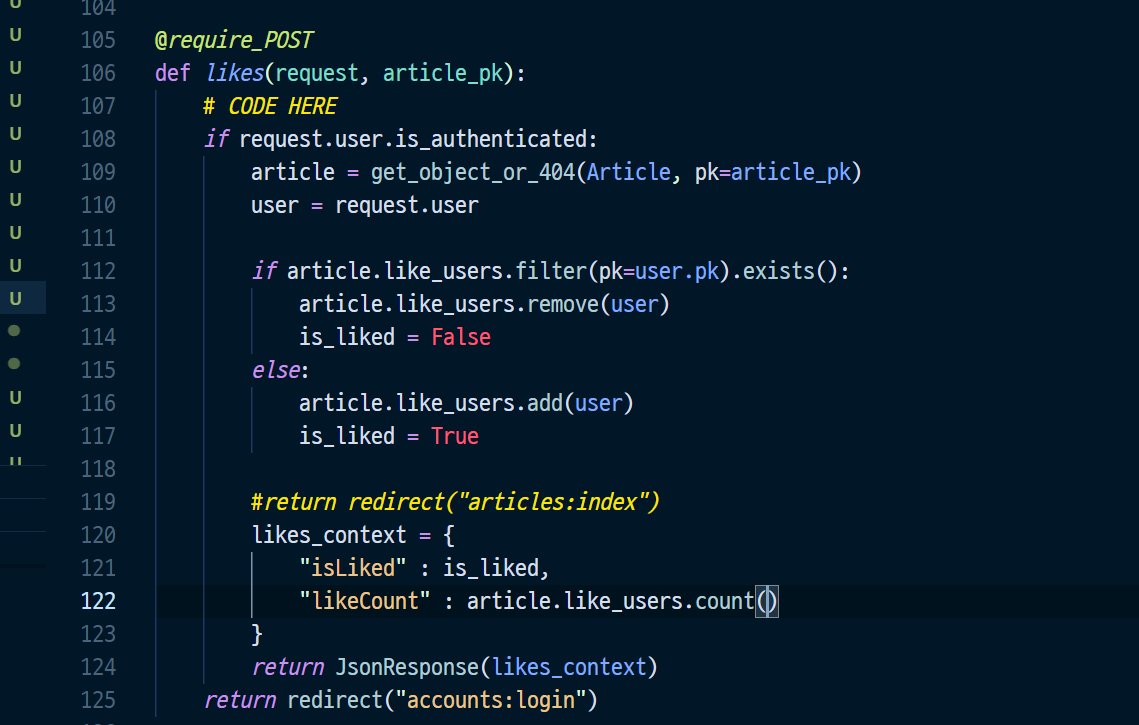 U 104
U 105 @require_POST
U 106 def likes(request, article_pk):
U 107     # CODE HERE
U 108     if request.user.is_authenticated:
U 109         article = get_object_or_404(Article, pk=article_pk)
U 110         user = request.user
U 111
U 112         if article.like_users.filter(pk=user.pk).exists():
U 113             article.like_users.remove(user)
114             is_liked = False
115         else:
U 116             article.like_users.add(user)
U 117             is_liked = True
U 118
119         #return redirect("articles:index")
120         likes_context = {
121             "isLiked" : is_liked,
122             "likeCount" : article.like_users.count()
123         }
124         return JsonResponse(likes_context)
125     return redirect("accounts:login")